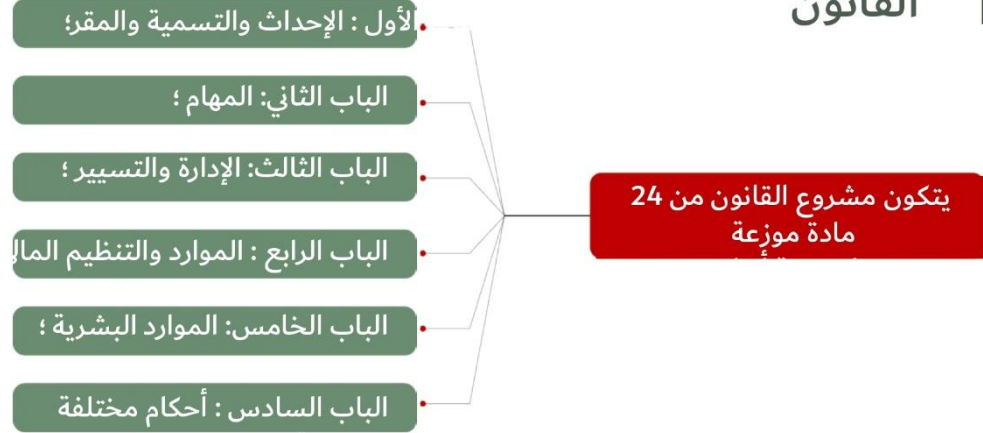 القانون
يتكون مشروع القانون من 24
مادة موزعة
الأول : الإحداث والتسمية والمقر؛
الباب الثاني: المهام ؛
الباب الثالث: الإدارة والتسيير ؛
الباب الرابع : الموارد والتنظيم
الباب الخامس: الموارد البشرية ؛
الباب السادس : أحكام مختلفة